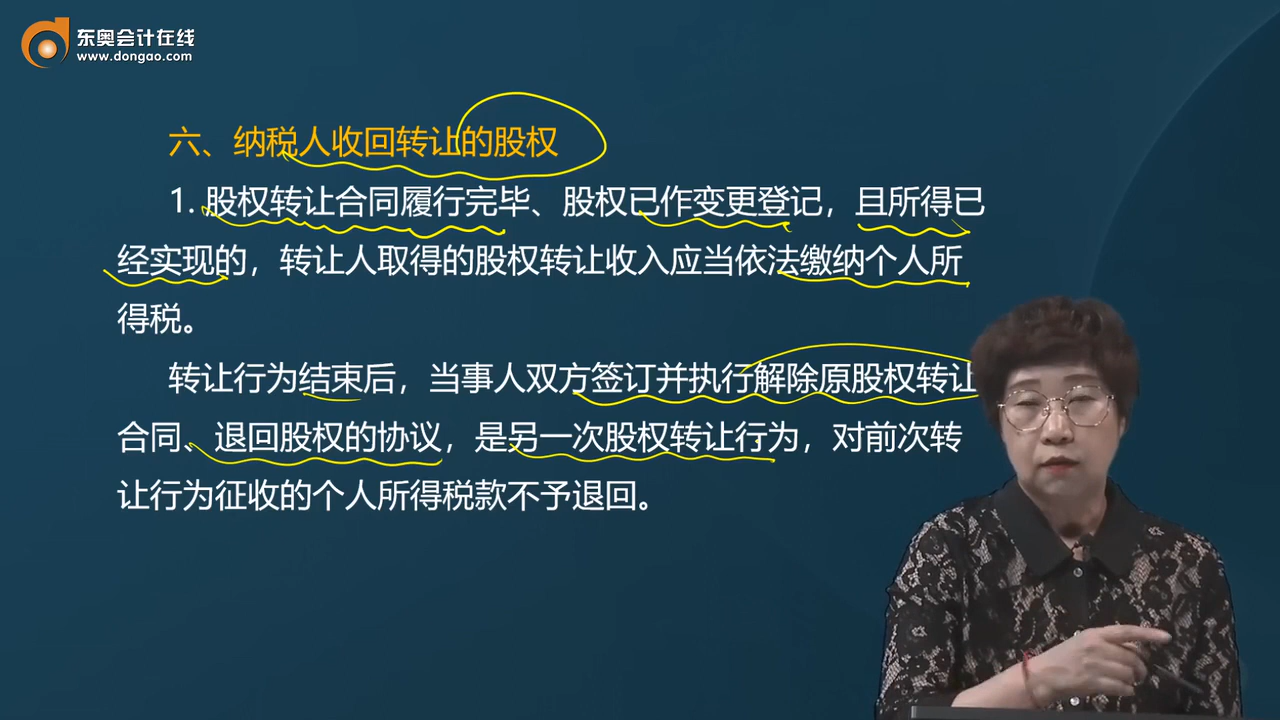 东奥会计在线
www.dongao.com
六、纳税人收回转让的股权
1. 股权转让合同履行完毕、股权已作变更登记，且所得已
经实现的，转让人取得的股权转让收入应当依法缴纳个人所
得税。
转让行为结束后，当事人双方签订并执行解除原股权转让
合同、退回股权的协议，是另一次股权转让行为，对前次转
让行为征收的个人所得税款不予退回。